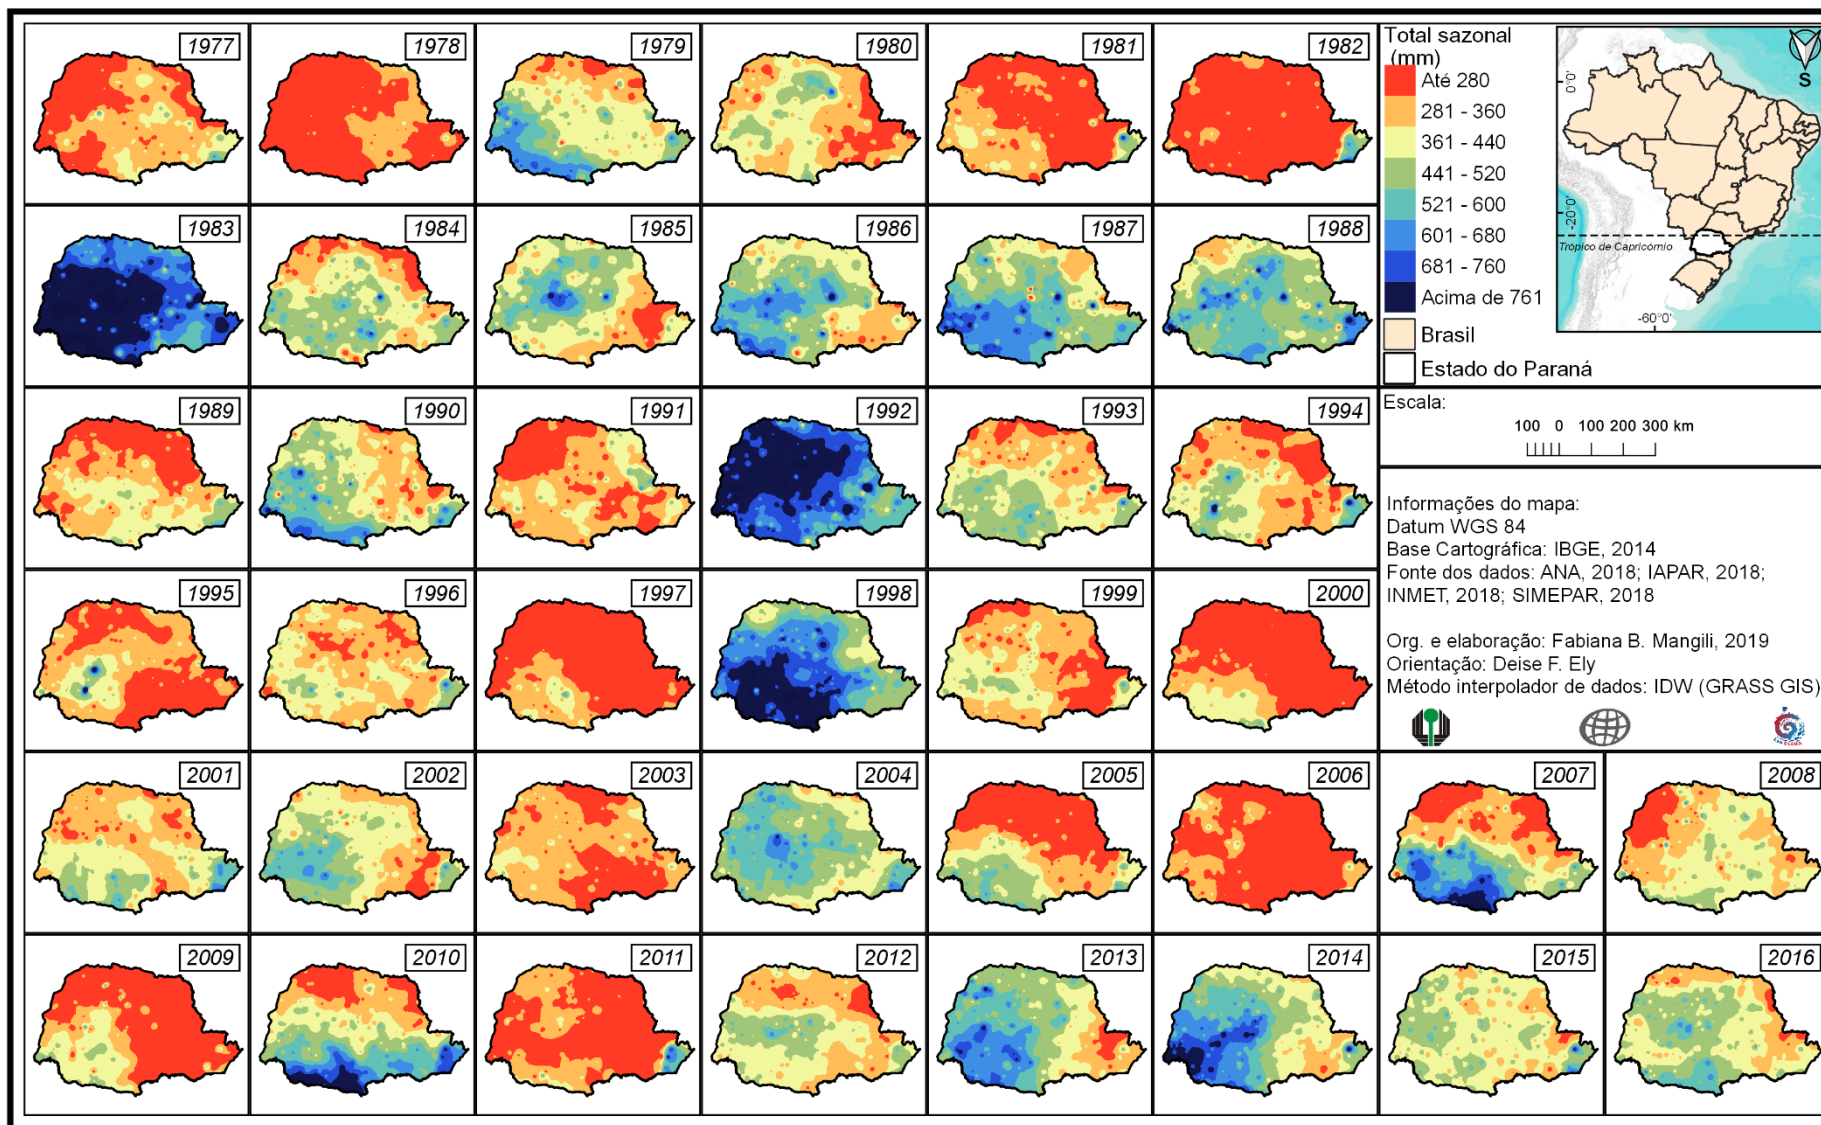 1977
1978
1979
1980
1981
1982
1983
1984
1985
1986
1987
1988
1989
1990
1991
1992
1993
1994
1995
1996
1997
1998
1999
2000
2001
2002
2003
2004
2005
2006
2007
2008
2009
2010
2011
2012
2013
2014
2015
2016
Total sazonal
(mm)
Até 280
281 - 360
361 - 440
441 - 520
521 - 600
601 - 680
681 - 760
Acima de 761
Brasil
Estado do Paraná
S
0°0'
-20°0'
Trópico de Capricórnio
-60°0'
Escala:
100 0 100 200 300 km
Informações do mapa:
Datum WGS 84
Base Cartográfica: IBGE, 2014
Fonte dos dados: ANA, 2018; IAPAR, 2018;
INMET, 2018; SIMEPAR, 2018
Org. e elaboração: Fabiana B. Mangili, 2019
Orientação: Deise F. Ely
Método interpolador de dados: IDW (GRASS GIS)